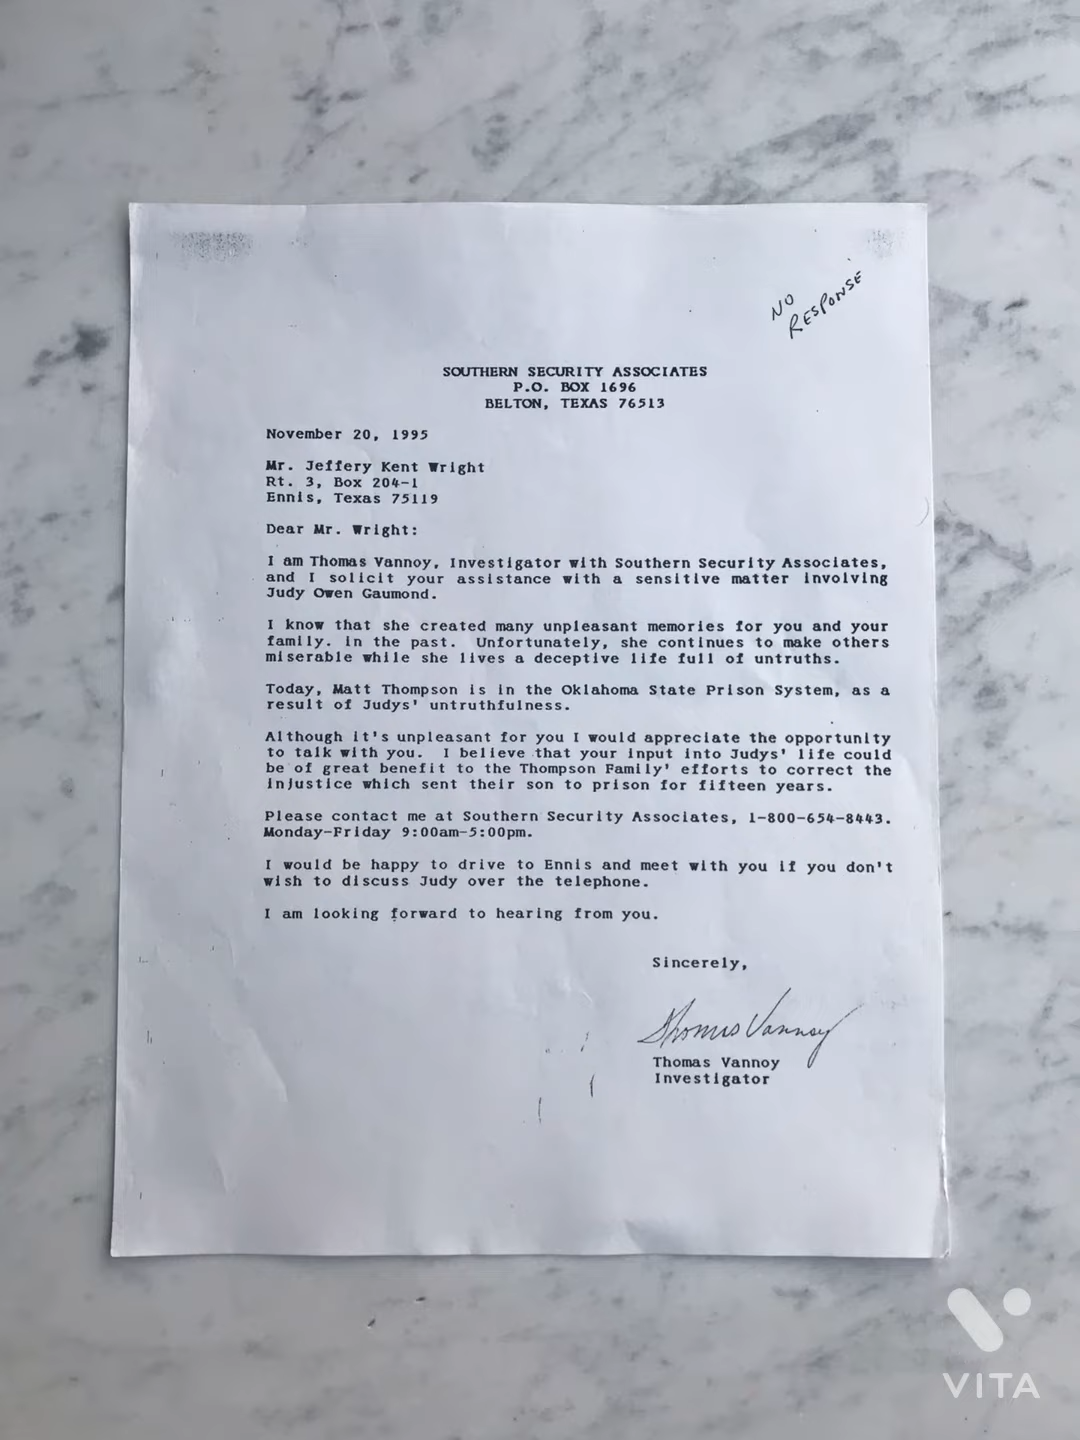 NO
RESPONSE
SOUTHERN SECURITY ASSOCIATES
P.O. BOX 1696
BELTON, TEXAS 76513
November 20, 1995
Mr. Jeffery Kent Wright
Rt. 3, Box 204-1
Ennis, Texas 75119
Dear Mr. Wright:
I am Thomas Vannoy, Investigator with Southern Security Associates,
and I solicit your assistance with a sensitive matter involving
Judy Owen Gaumond.
I know that she created many unpleasant memories for you and your
family. in the past. Unfortunately, she continues to make others
miserable while she lives a deceptive life full of untruths.
Today, Matt Thompson is in the Oklahoma State Prison System, as a
result of Judys' untruthfulness.
Although it's unpleasant for you I would appreciate the opportunity
to talk with you. I believe that your input into Judys' life could
be of great benefit to the Thompson Family' efforts to correct the
injustice which sent their son to prison for fifteen years.
Please contact me at Southern Security Associates, 1-800-654-8443.
Monday-Friday 9:00am-5:00pm.
I would be happy to drive to Ennis and meet with you if you don't
wish to discuss Judy over the telephone.
I am looking forward to hearing from you.
Sincerely,
Thomas Vannoy
Thomas Vannoy
Investigator
VITA